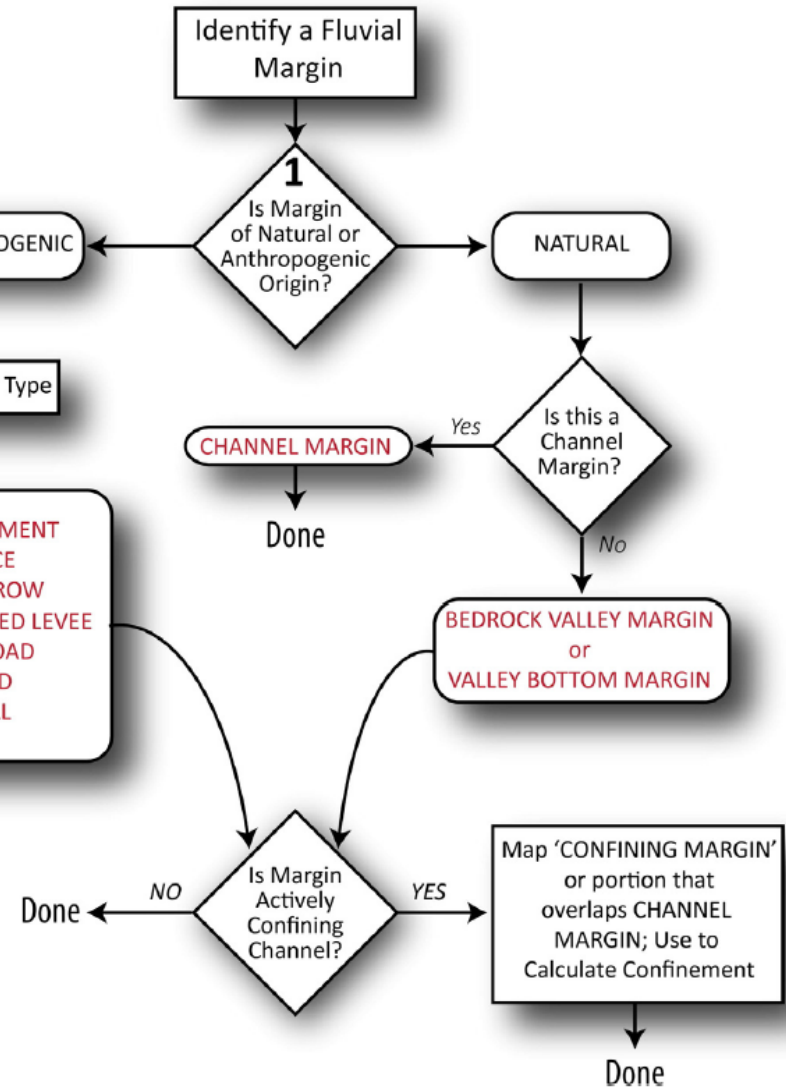 Identify a Fluvial
Margin
1
Is Margin
of Natural or
Anthropogenic
Origin?
OGENIC
NATURAL
Type
Is this a
Channel
Margin?
Yes
CHANNEL MARGIN
Done
No
MENT
CE
ROW
ED LEVEE
OAD
D
L
BEDROCK VALLEY MARGIN
or
VALLEY BOTTOM MARGIN
Is Margin
Actively
Confining
Channel?
NO
Done
YES
Map ‘CONFINING MARGIN’
or portion that
overlaps CHANNEL
MARGIN; Use to
Calculate Confinement
Done